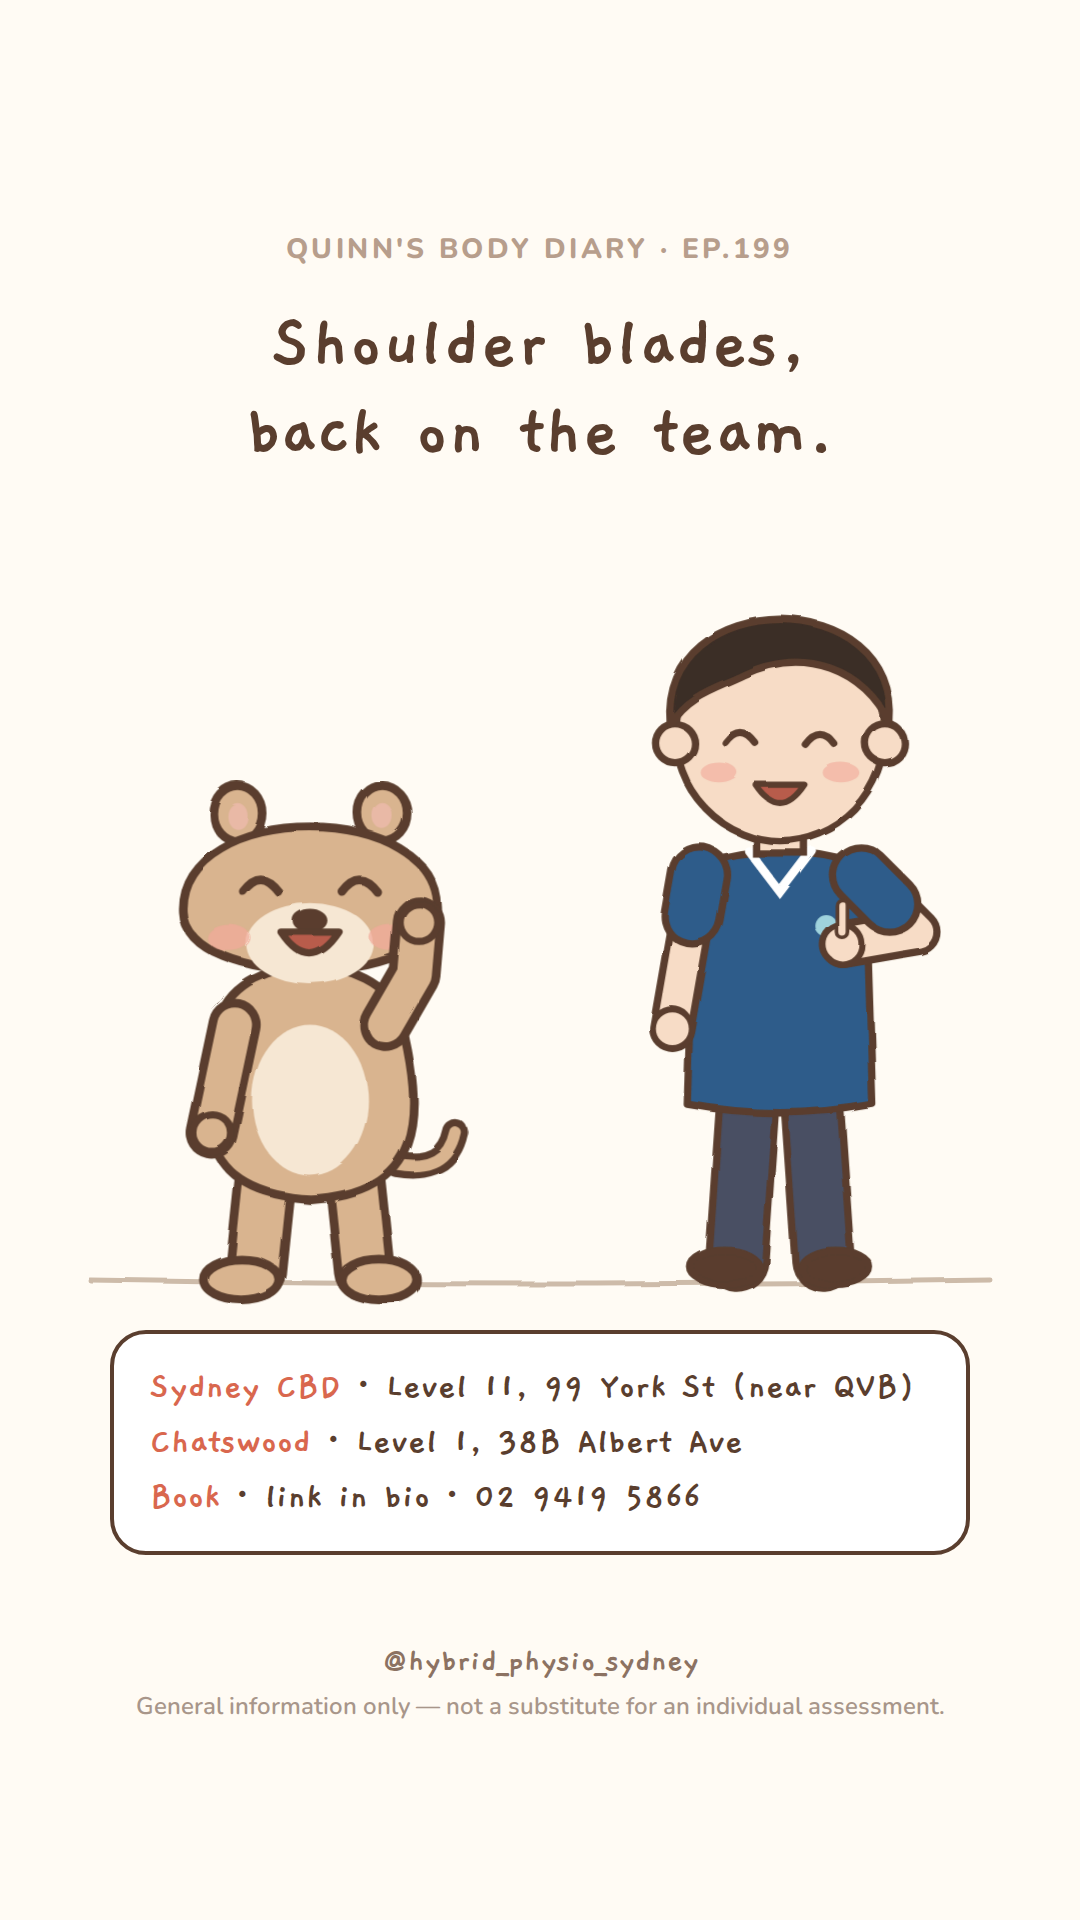 QUINN'S BODY DIARY · EP.199
Shoulder blades,
back on the team.
Sydney CBD · Level 11, 99 York St (near QVB)
Chatswood · Level 1, 38B Albert Ave
Book · link in bio · 02 9419 5866
@hybrid_physio_sydney
General information only — not a substitute for an individual assessment.